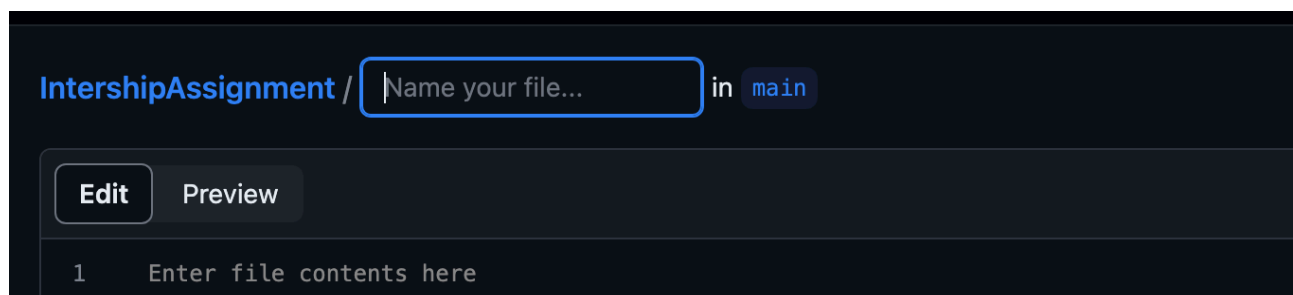 IntershipAssignment / Name your file... in main
Edit Preview
1 Enter file contents here